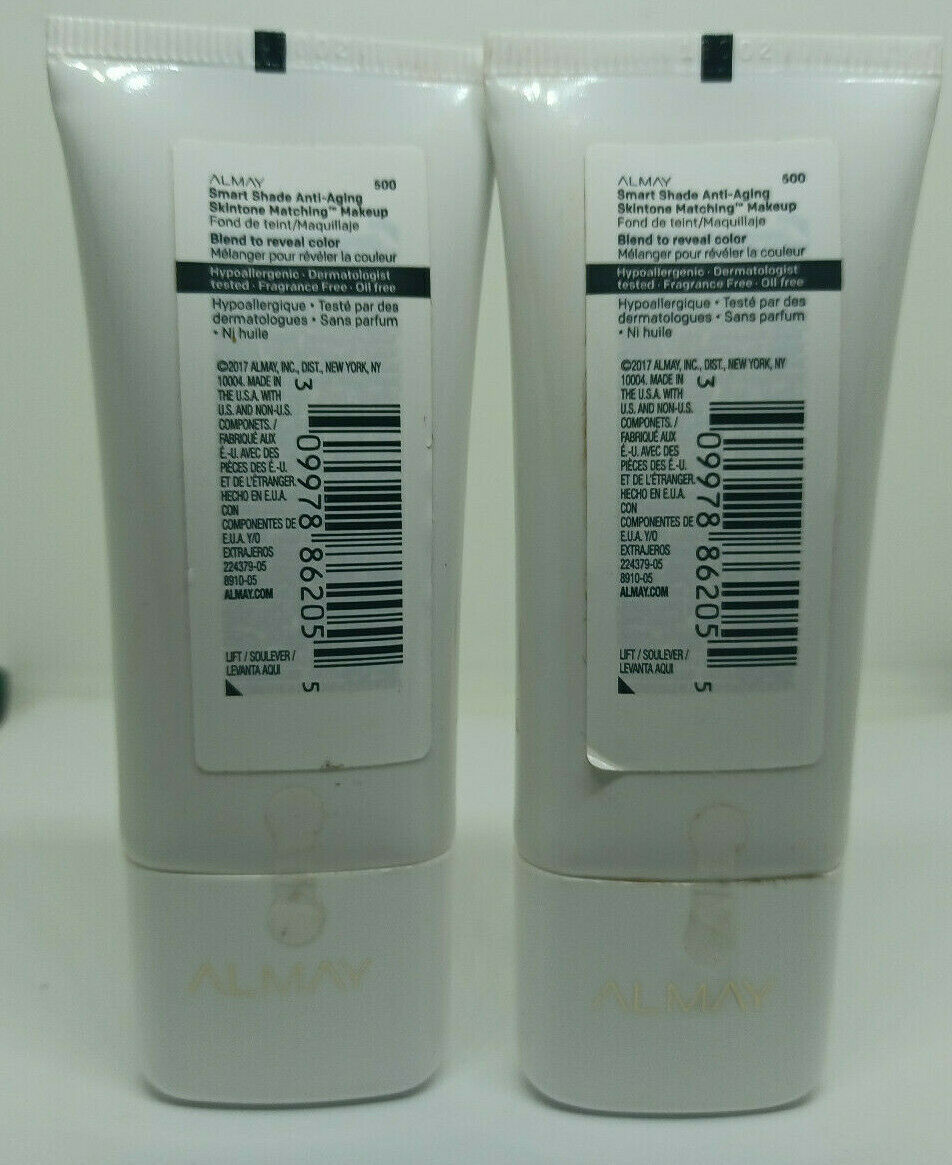 ALMAY 500
Smart Shade Anti-Aging
Skintone Matching™ Makeup
Fond de teint/Maquillaje
Blend to reveal color
Mélanger pour révéler la couleur
Hypoallergenic · Dermatologist
tested · Fragrance Free · Oil free
Hypoallergique • Testé par des
dermatologues • Sans parfum
• Ni huile
©2017 ALMAY, INC., DIST., NEW YORK, NY
10004. MADE IN
THE U.S.A. WITH
U.S. AND NON-U.S.
COMPONETS. /
FABRIQUÉ AUX
É.-U. AVEC DES
PIÈCES DES É.-U.
ET DE L'ÉTRANGER.
HECHO EN E.U.A.
CON
COMPONENTES DE
E.U.A. Y/O
EXTRAJEROS
224379-05
8910-05
ALMAY.COM
LIFT / SOULEVER /
LEVANTA AQUI
3 09978 86205 5
ALMAY
ALMAY 500
Smart Shade Anti-Aging
Skintone Matching™ Makeup
Fond de teint/Maquillaje
Blend to reveal color
Mélanger pour révéler la couleur
Hypoallergenic · Dermatologist
tested · Fragrance Free · Oil free
Hypoallergique • Testé par des
dermatologues • Sans parfum
• Ni huile
©2017 ALMAY, INC., DIST., NEW YORK, NY
10004. MADE IN
THE U.S.A. WITH
U.S. AND NON-U.S.
COMPONETS. /
FABRIQUÉ AUX
É.-U. AVEC DES
PIÈCES DES É.-U.
ET DE L'ÉTRANGER.
HECHO EN E.U.A.
CON
COMPONENTES DE
E.U.A. Y/O
EXTRAJEROS
224379-05
8910-05
ALMAY.COM
LIFT / SOULEVER /
LEVANTA AQUI
3 09978 86205 5
ALMAY